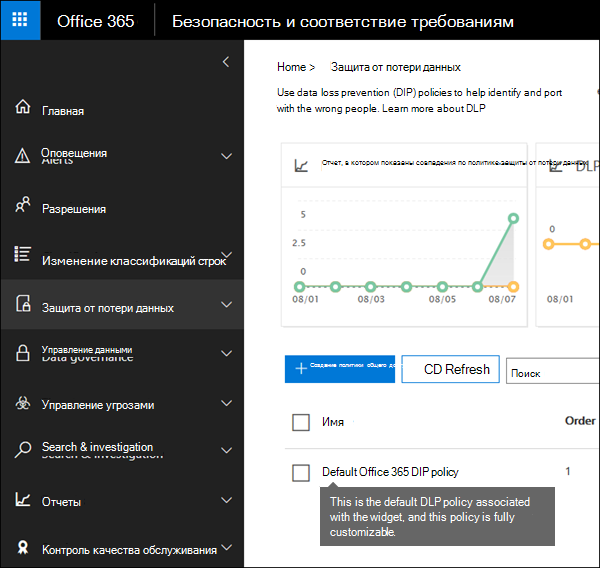 Office 365
Безопасность и соответствие требованиям
Home >
Защита от потери данных
Use data loss prevention (DIP) policies to help identify and port
with the wrong people. Learn more about DLP
Главная
Оповещения
Alerts
Разрешения
Изменение классификаций строк
Защита от потери данных
Управление данными
Data governance
Управление угрозами
Search & investigation
Search & investigation
Отчеты
Контроль качества обслуживания
Отчет, в котором показаны совпадения по политике защиты от потери данных
DLP
5
2.5
0
08/01
08/03
08/05
08/07
0
08/01
Создание политики общего
CD Refresh
Поиск
Имя
Order
Default Office 365 DIP policy
1
This is the default DLP policy associated
with the widget, and this policy is fully
customizable.